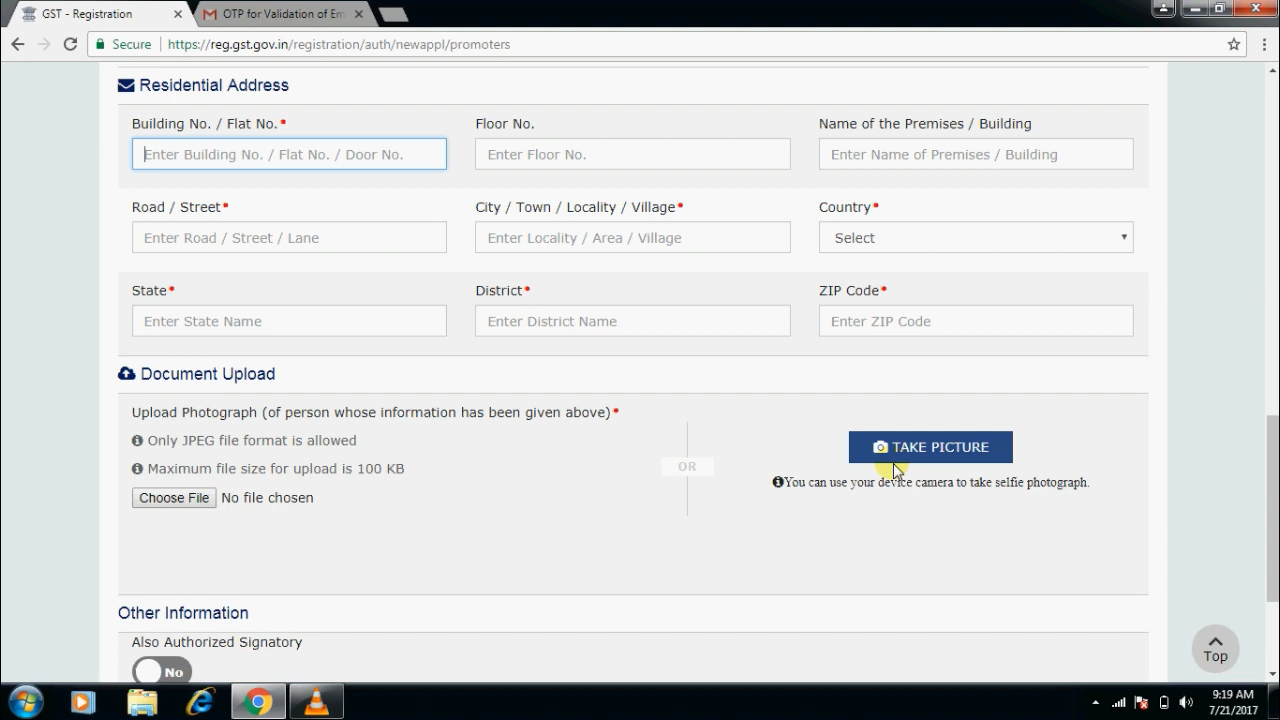 GST - Registration
OTP for Validation of Em
Secure
https://reg.gst.gov.in/registration/auth/newappl/promoters
Residential Address
Building No. / Flat No.*
Floor No.
Name of the Premises / Building
Enter Building No. / Flat No. / Door No.
Enter Floor No.
Enter Name of Premises / Building
Road / Street*
City / Town / Locality / Village*
Country*
Enter Road / Street / Lane
Enter Locality / Area / Village
Select
State*
District*
ZIP Code*
Enter State Name
Enter District Name
Enter ZIP Code
Document Upload
Upload Photograph (of person whose information has been given above)*
Only JPEG file format is allowed
Maximum file size for upload is 100 KB
Choose File No file chosen
OR
TAKE PICTURE
You can use your device camera to take selfie photograph.
Other Information
Also Authorized Signatory
No
Top
9:19 AM
7/21/2017